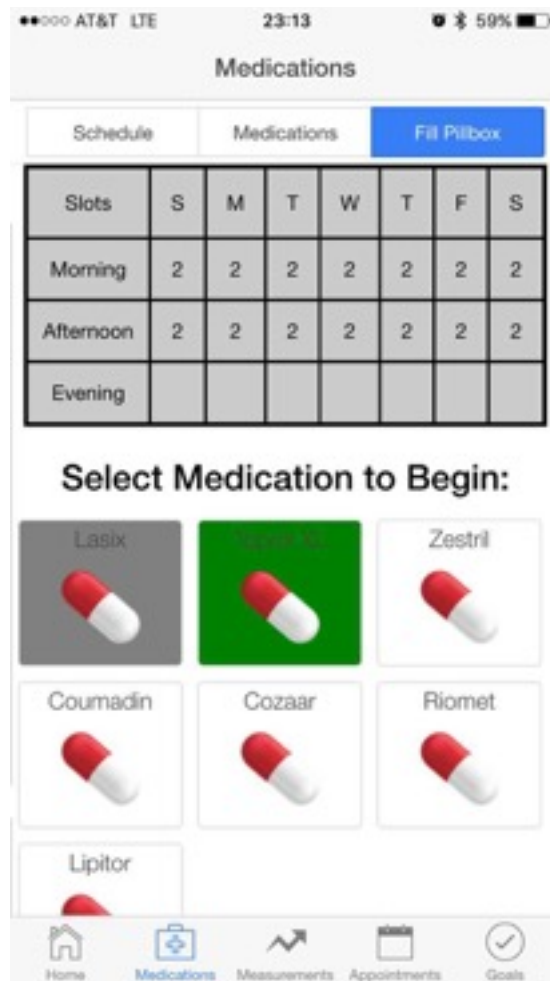 AT&T LTE 23:13 59%
Medications
Schedule Medications Fill Pillbox
Slots S M T W T F S
Morning 2 2 2 2 2 2 2
Afternoon 2 2 2 2 2 2 2
Evening
Select Medication to Begin:
Lasix Zestril
Coumadin Cozaar Riomet
Lipitor
Home Medications Measurements Appointments Goals